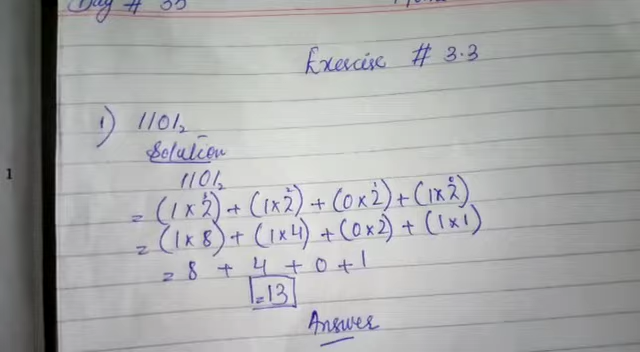 Day # 33
Exercise # 3.3
1) 1101₂
Solution
1101₂
= (1×2³) + (1×2²) + (0×2¹) + (1×2⁰)
= (1×8) + (1×4) + (0×2) + (1×1)
= 8 + 4 + 0 + 1
= 13
Answer
1